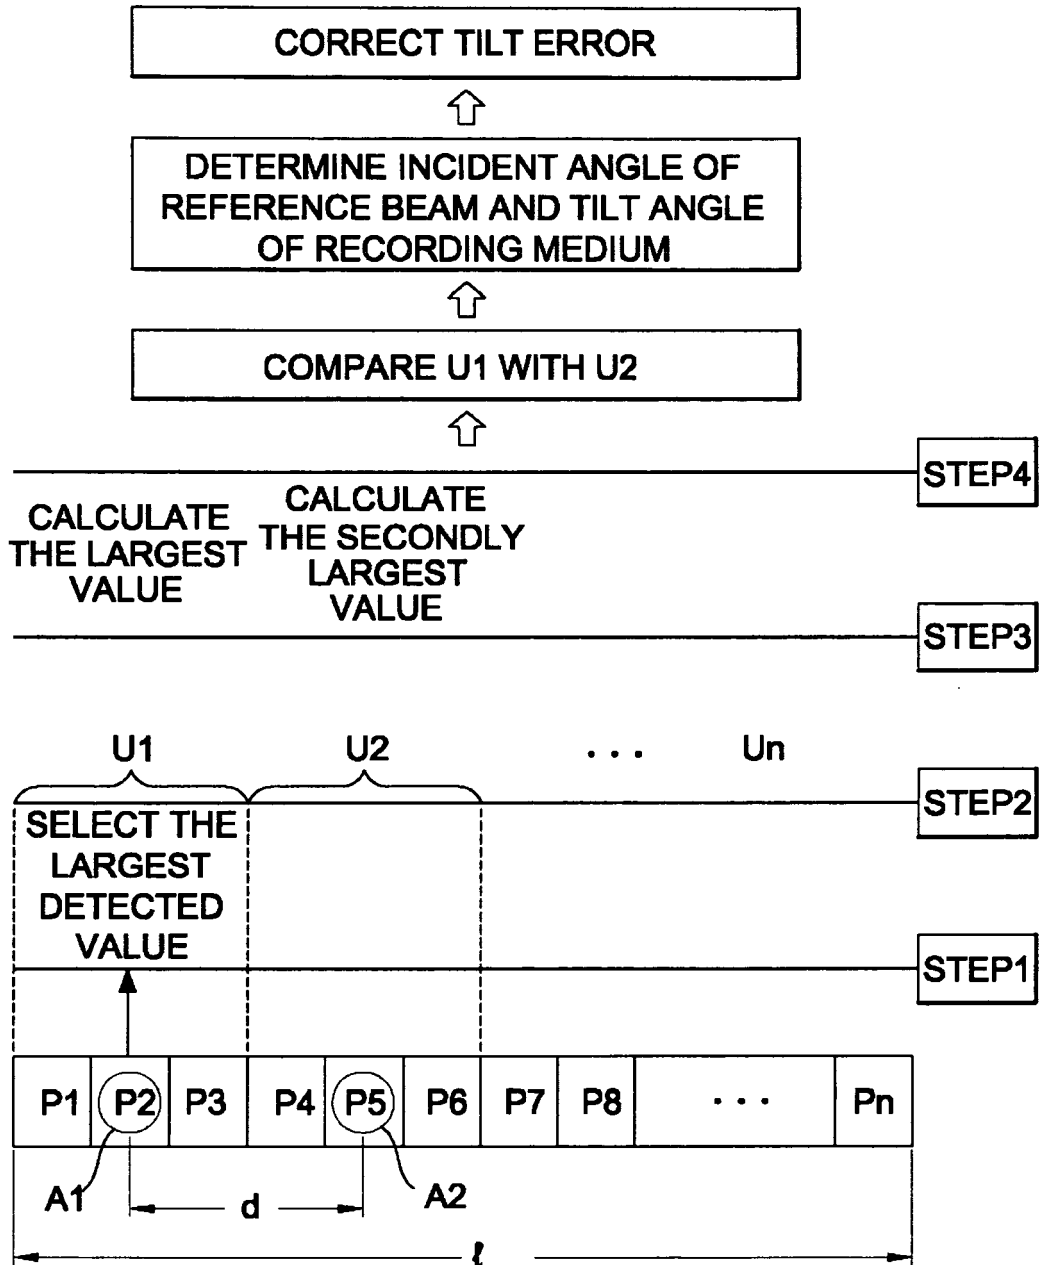 CORRECT TILT ERROR
DETERMINE INCIDENT ANGLE OF
REFERENCE BEAM AND TILT ANGLE
OF RECORDING MEDIUM
COMPARE U1 WITH U2
STEP4
CALCULATE
THE LARGEST
VALUE
CALCULATE
THE SECONDLY
LARGEST
VALUE
STEP3
U1 U2 ... Un
STEP2
SELECT THE
LARGEST
DETECTED
VALUE
STEP1
P1 P2 P3 P4 P5 P6 P7 P8 ... Pn
A1 d A2
ℓ